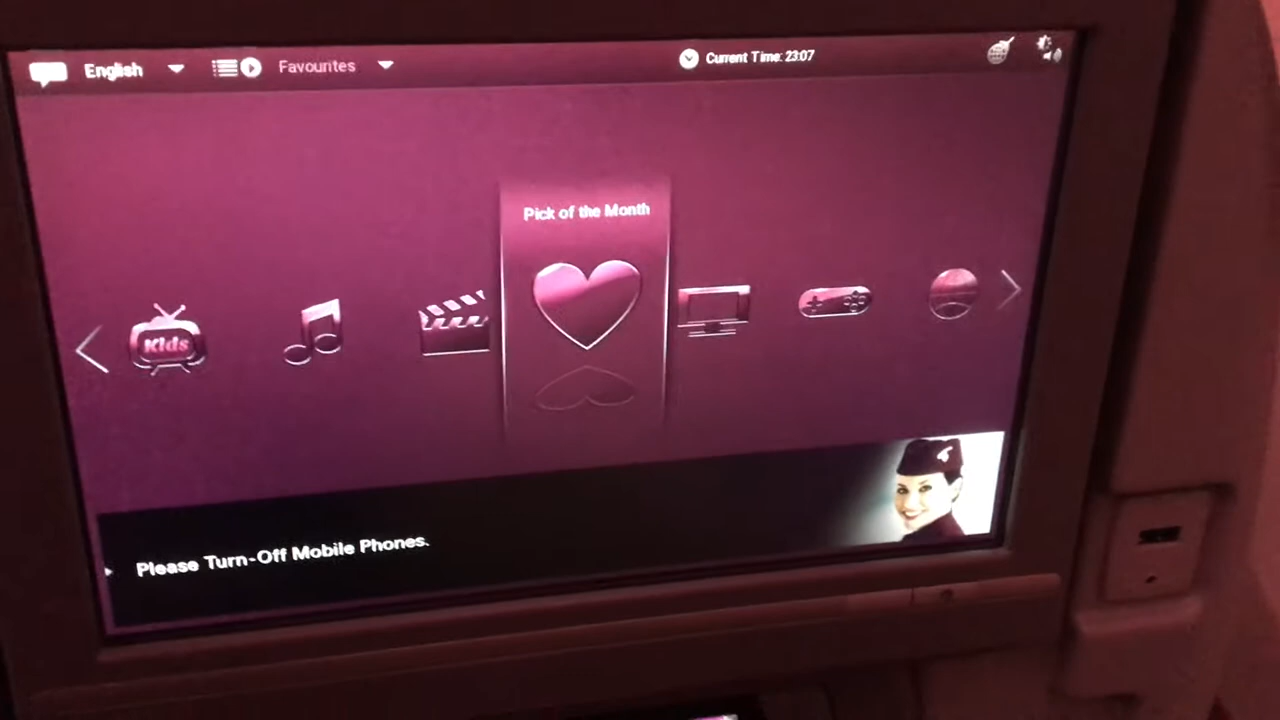 English
Favourites
Current Time: 23:07
Pick of the Month
Kids
Please Turn-Off Mobile Phones.